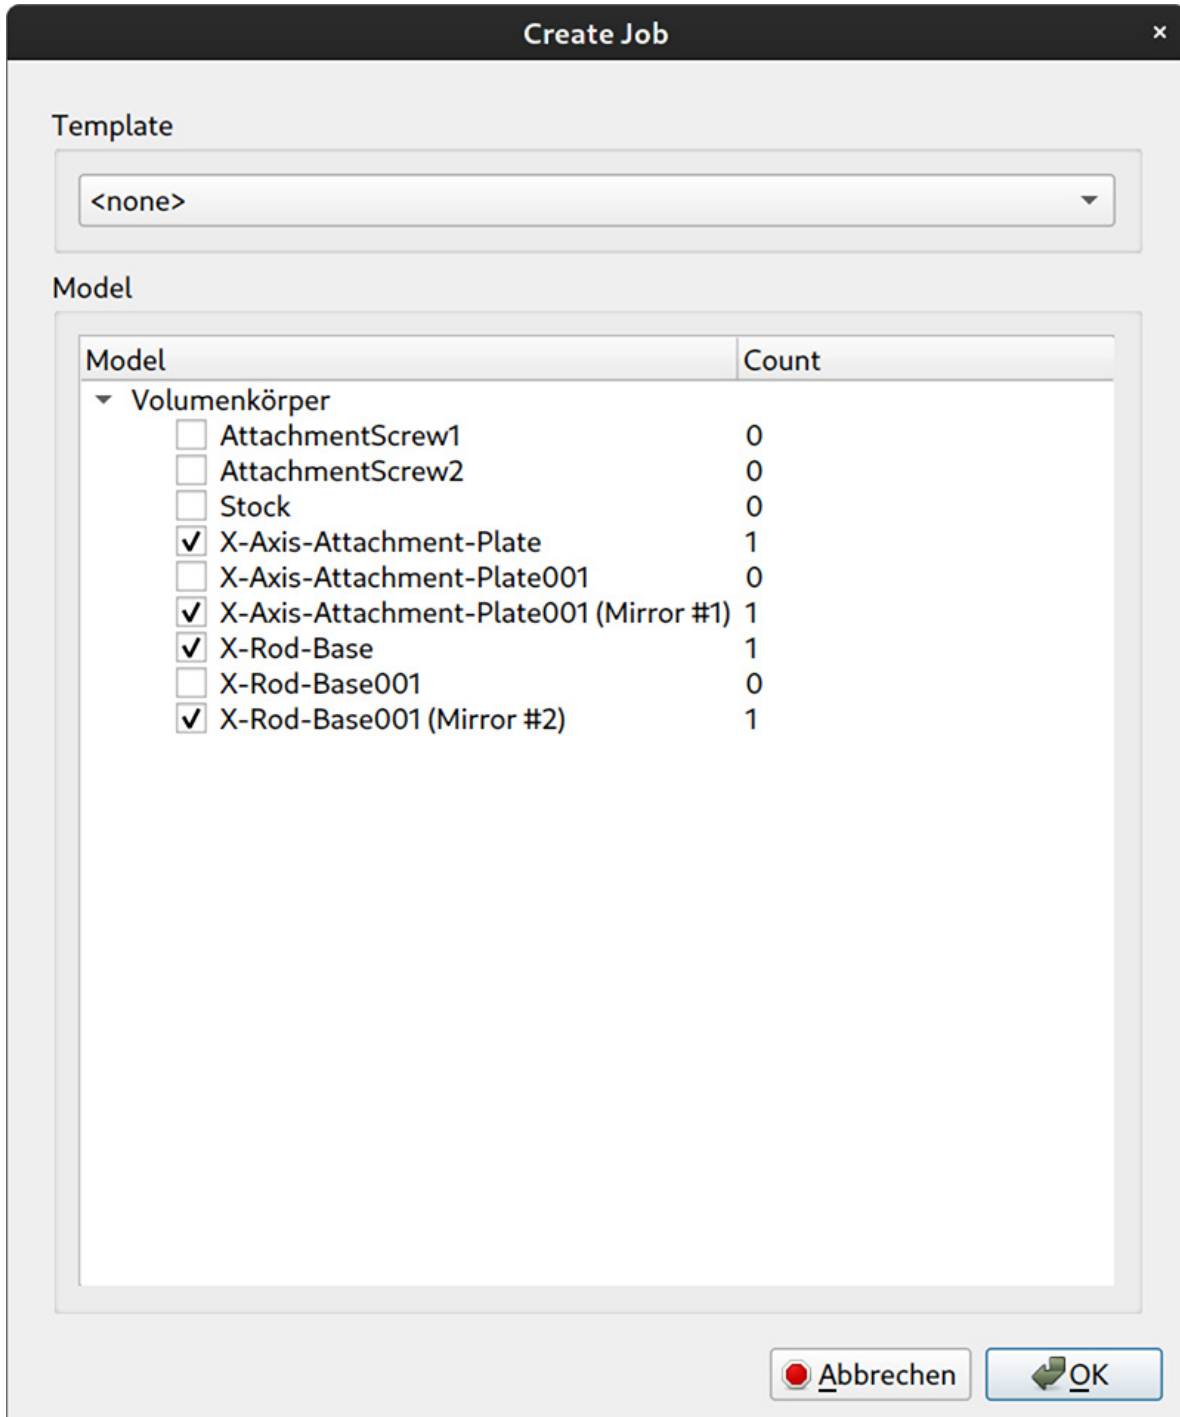 Create Job
Template
<none>
Model
Model Count
Volumenkörper
AttachmentScrew1 0
AttachmentScrew2 0
Stock 0
X-Axis-Attachment-Plate 1
X-Axis-Attachment-Plate001 0
X-Axis-Attachment-Plate001 (Mirror #1) 1
X-Rod-Base 1
X-Rod-Base001 0
X-Rod-Base001 (Mirror #2) 1
Abbrechen OK